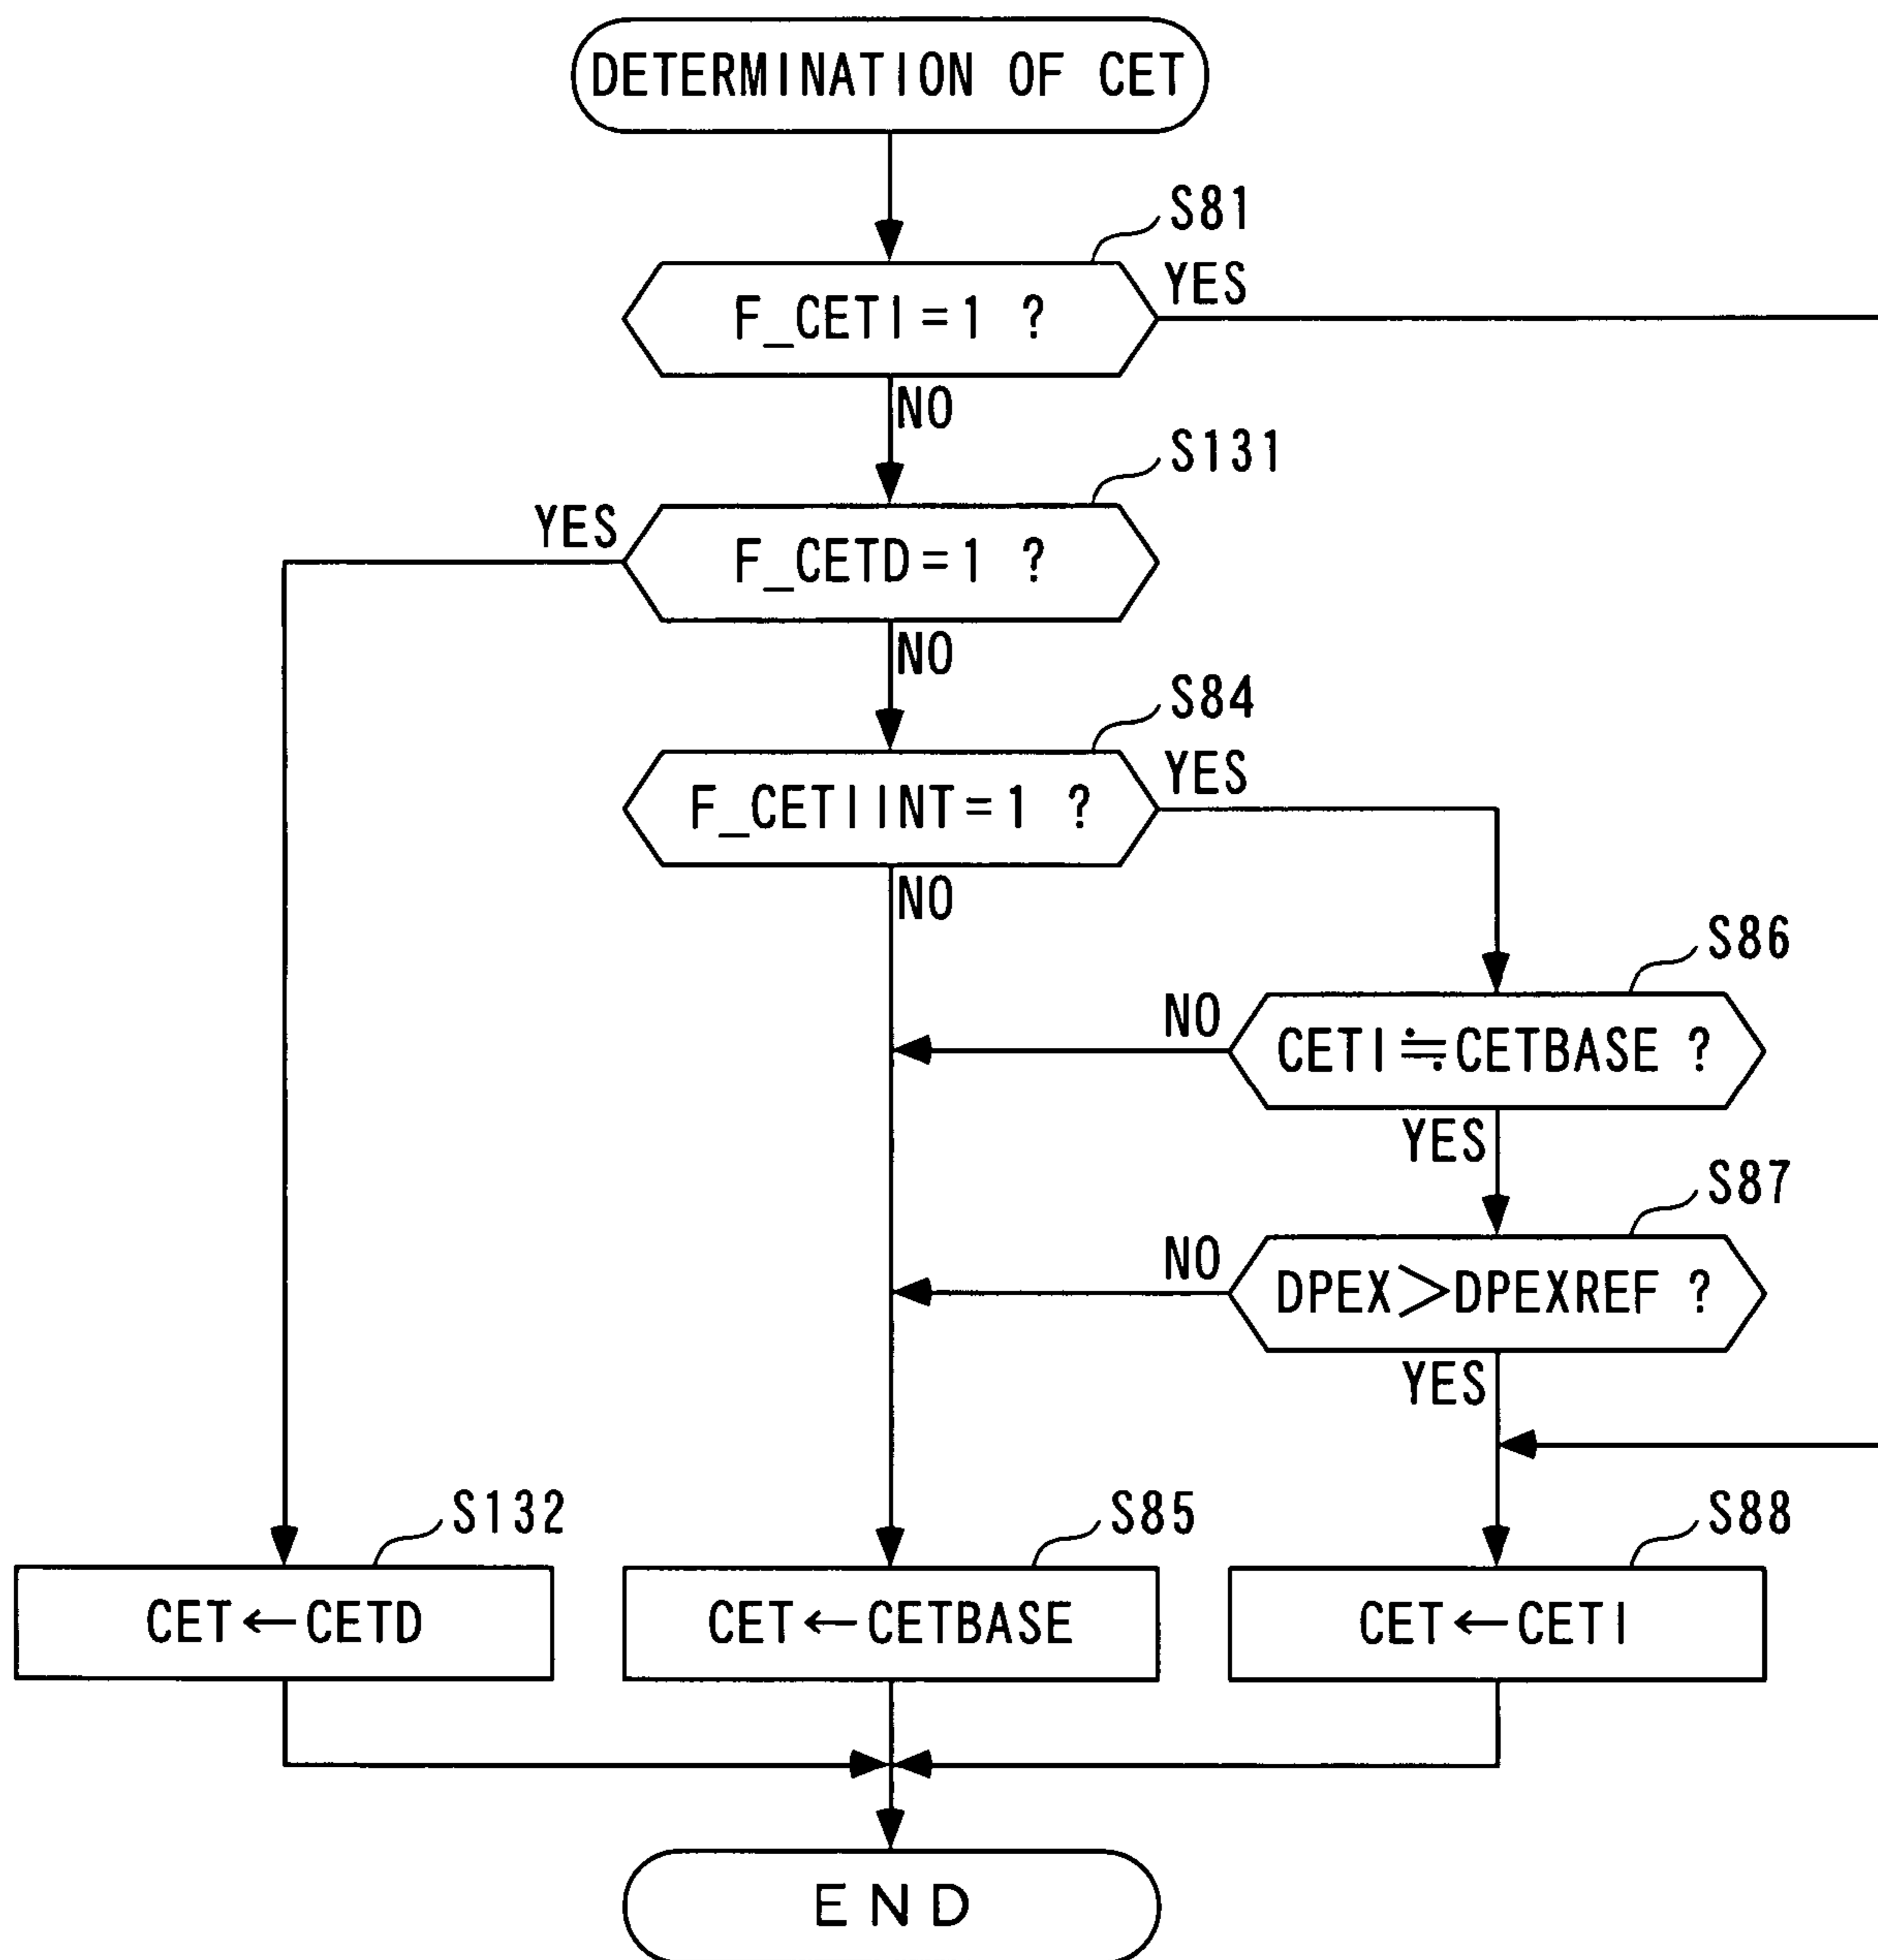 DETERMINATION OF CET
S81
F_CETI=1 ?
YES
NO
S131
YES
F_CETD=1 ?
NO
S84
F_CETIINT=1 ?
YES
NO
S86
NO
CETI≒CETBASE ?
YES
S87
NO
DPEX>DPEXREF ?
YES
S132
S85
S88
CET←CETD
CET←CETBASE
CET←CETI
END